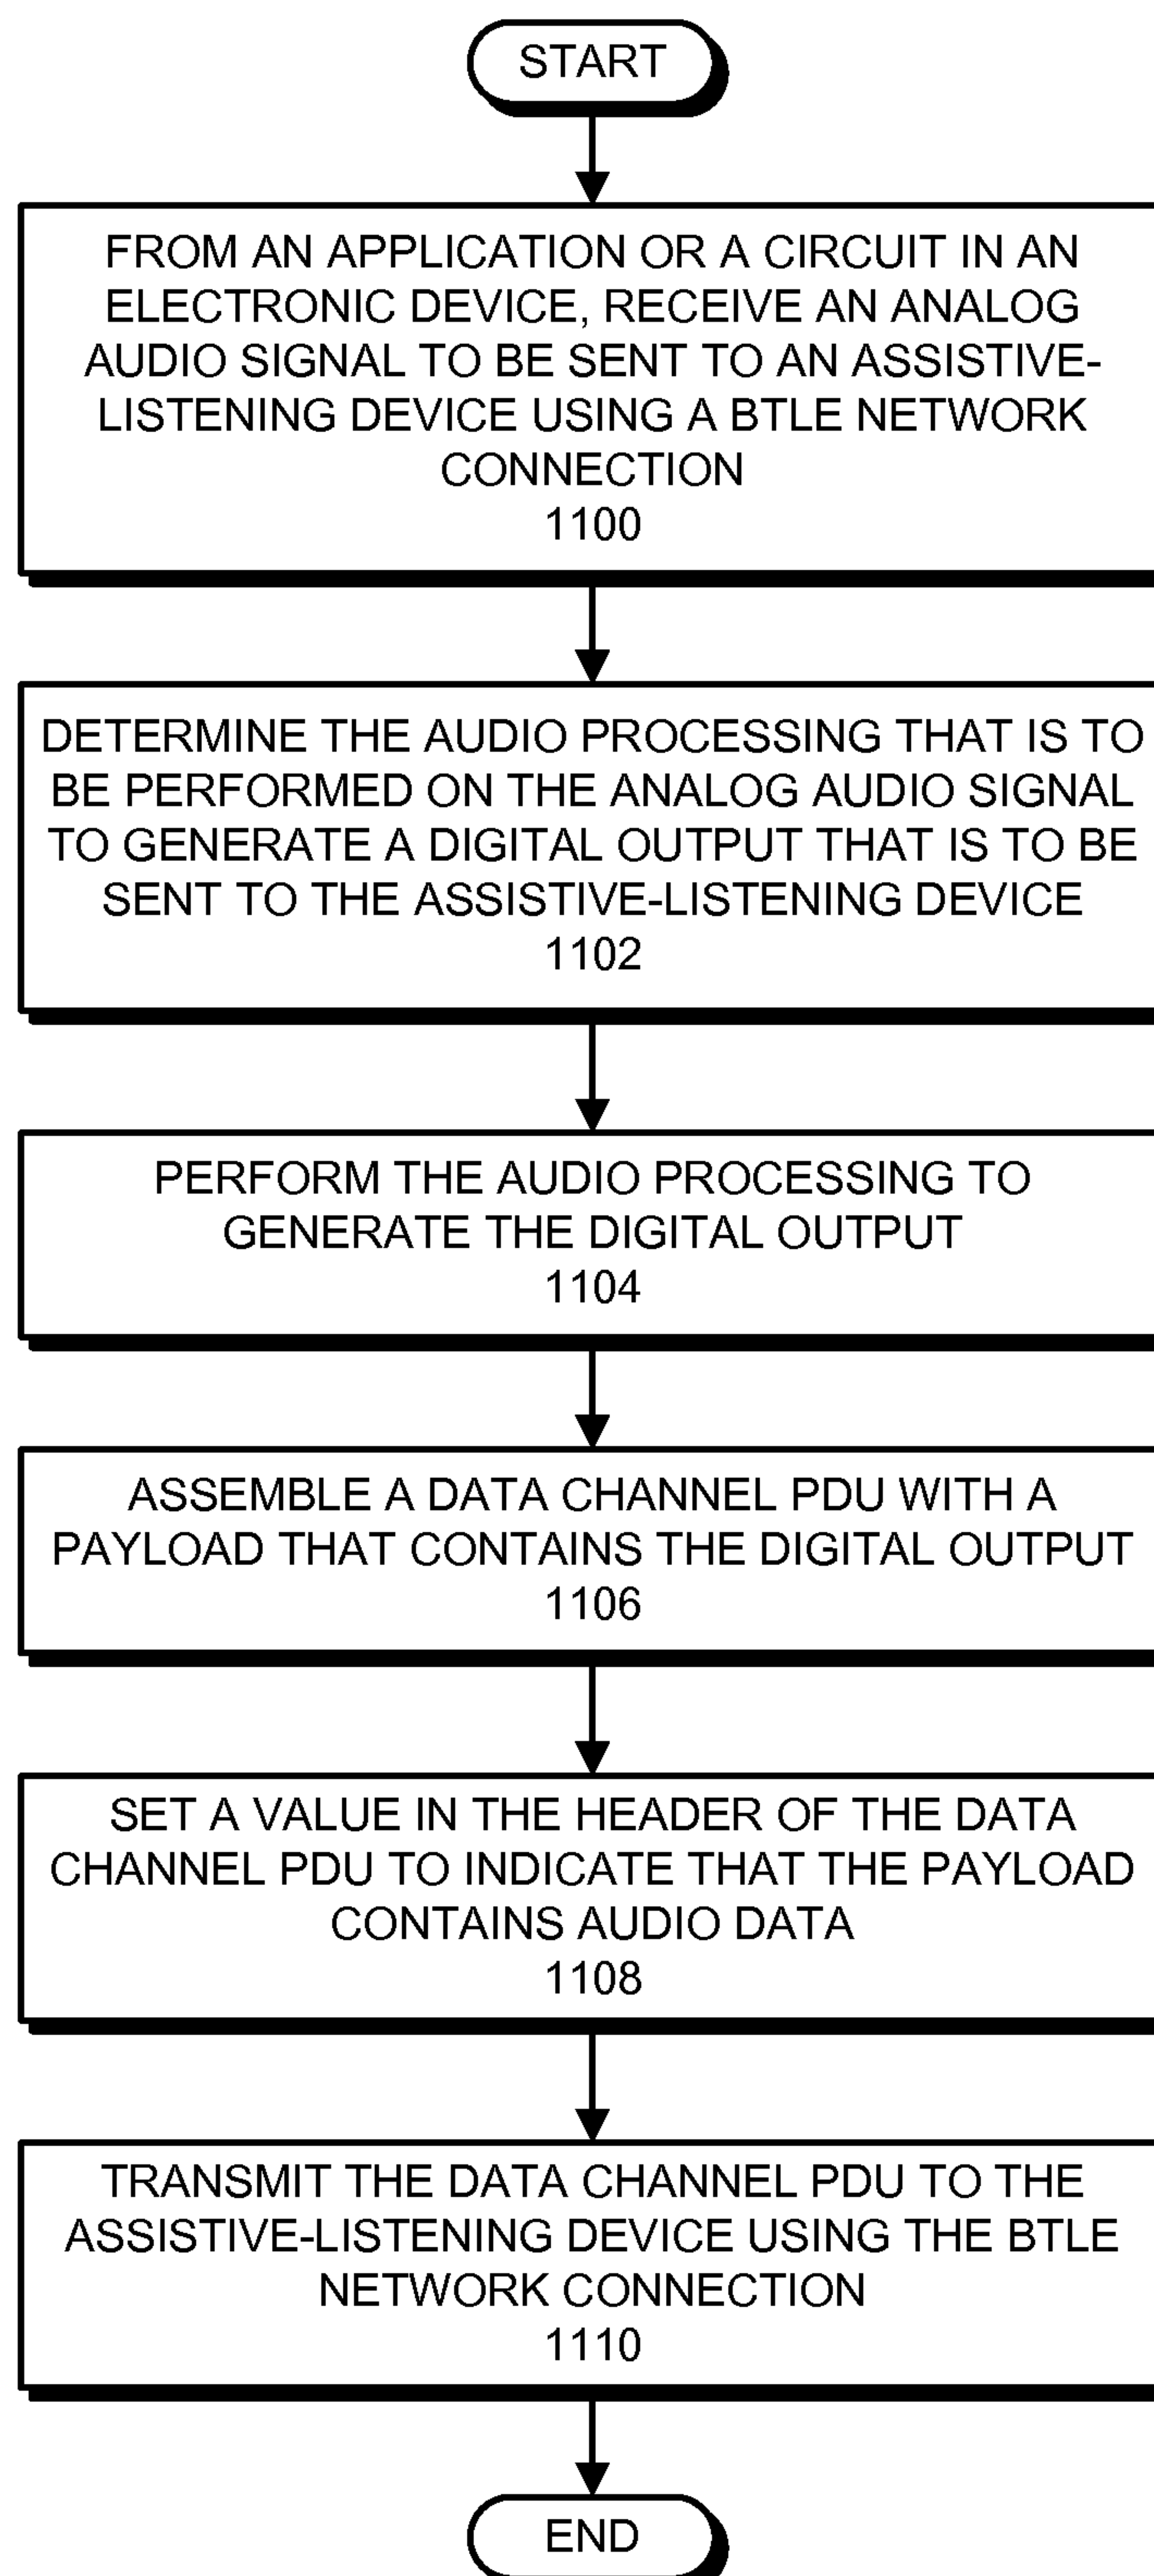 START
FROM AN APPLICATION OR A CIRCUIT IN AN
ELECTRONIC DEVICE, RECEIVE AN ANALOG
AUDIO SIGNAL TO BE SENT TO AN ASSISTIVE-
LISTENING DEVICE USING A BTLE NETWORK
CONNECTION
1100
DETERMINE THE AUDIO PROCESSING THAT IS TO
BE PERFORMED ON THE ANALOG AUDIO SIGNAL
TO GENERATE A DIGITAL OUTPUT THAT IS TO BE
SENT TO THE ASSISTIVE-LISTENING DEVICE
1102
PERFORM THE AUDIO PROCESSING TO
GENERATE THE DIGITAL OUTPUT
1104
ASSEMBLE A DATA CHANNEL PDU WITH A
PAYLOAD THAT CONTAINS THE DIGITAL OUTPUT
1106
SET A VALUE IN THE HEADER OF THE DATA
CHANNEL PDU TO INDICATE THAT THE PAYLOAD
CONTAINS AUDIO DATA
1108
TRANSMIT THE DATA CHANNEL PDU TO THE
ASSISTIVE-LISTENING DEVICE USING THE BTLE
NETWORK CONNECTION
1110
END